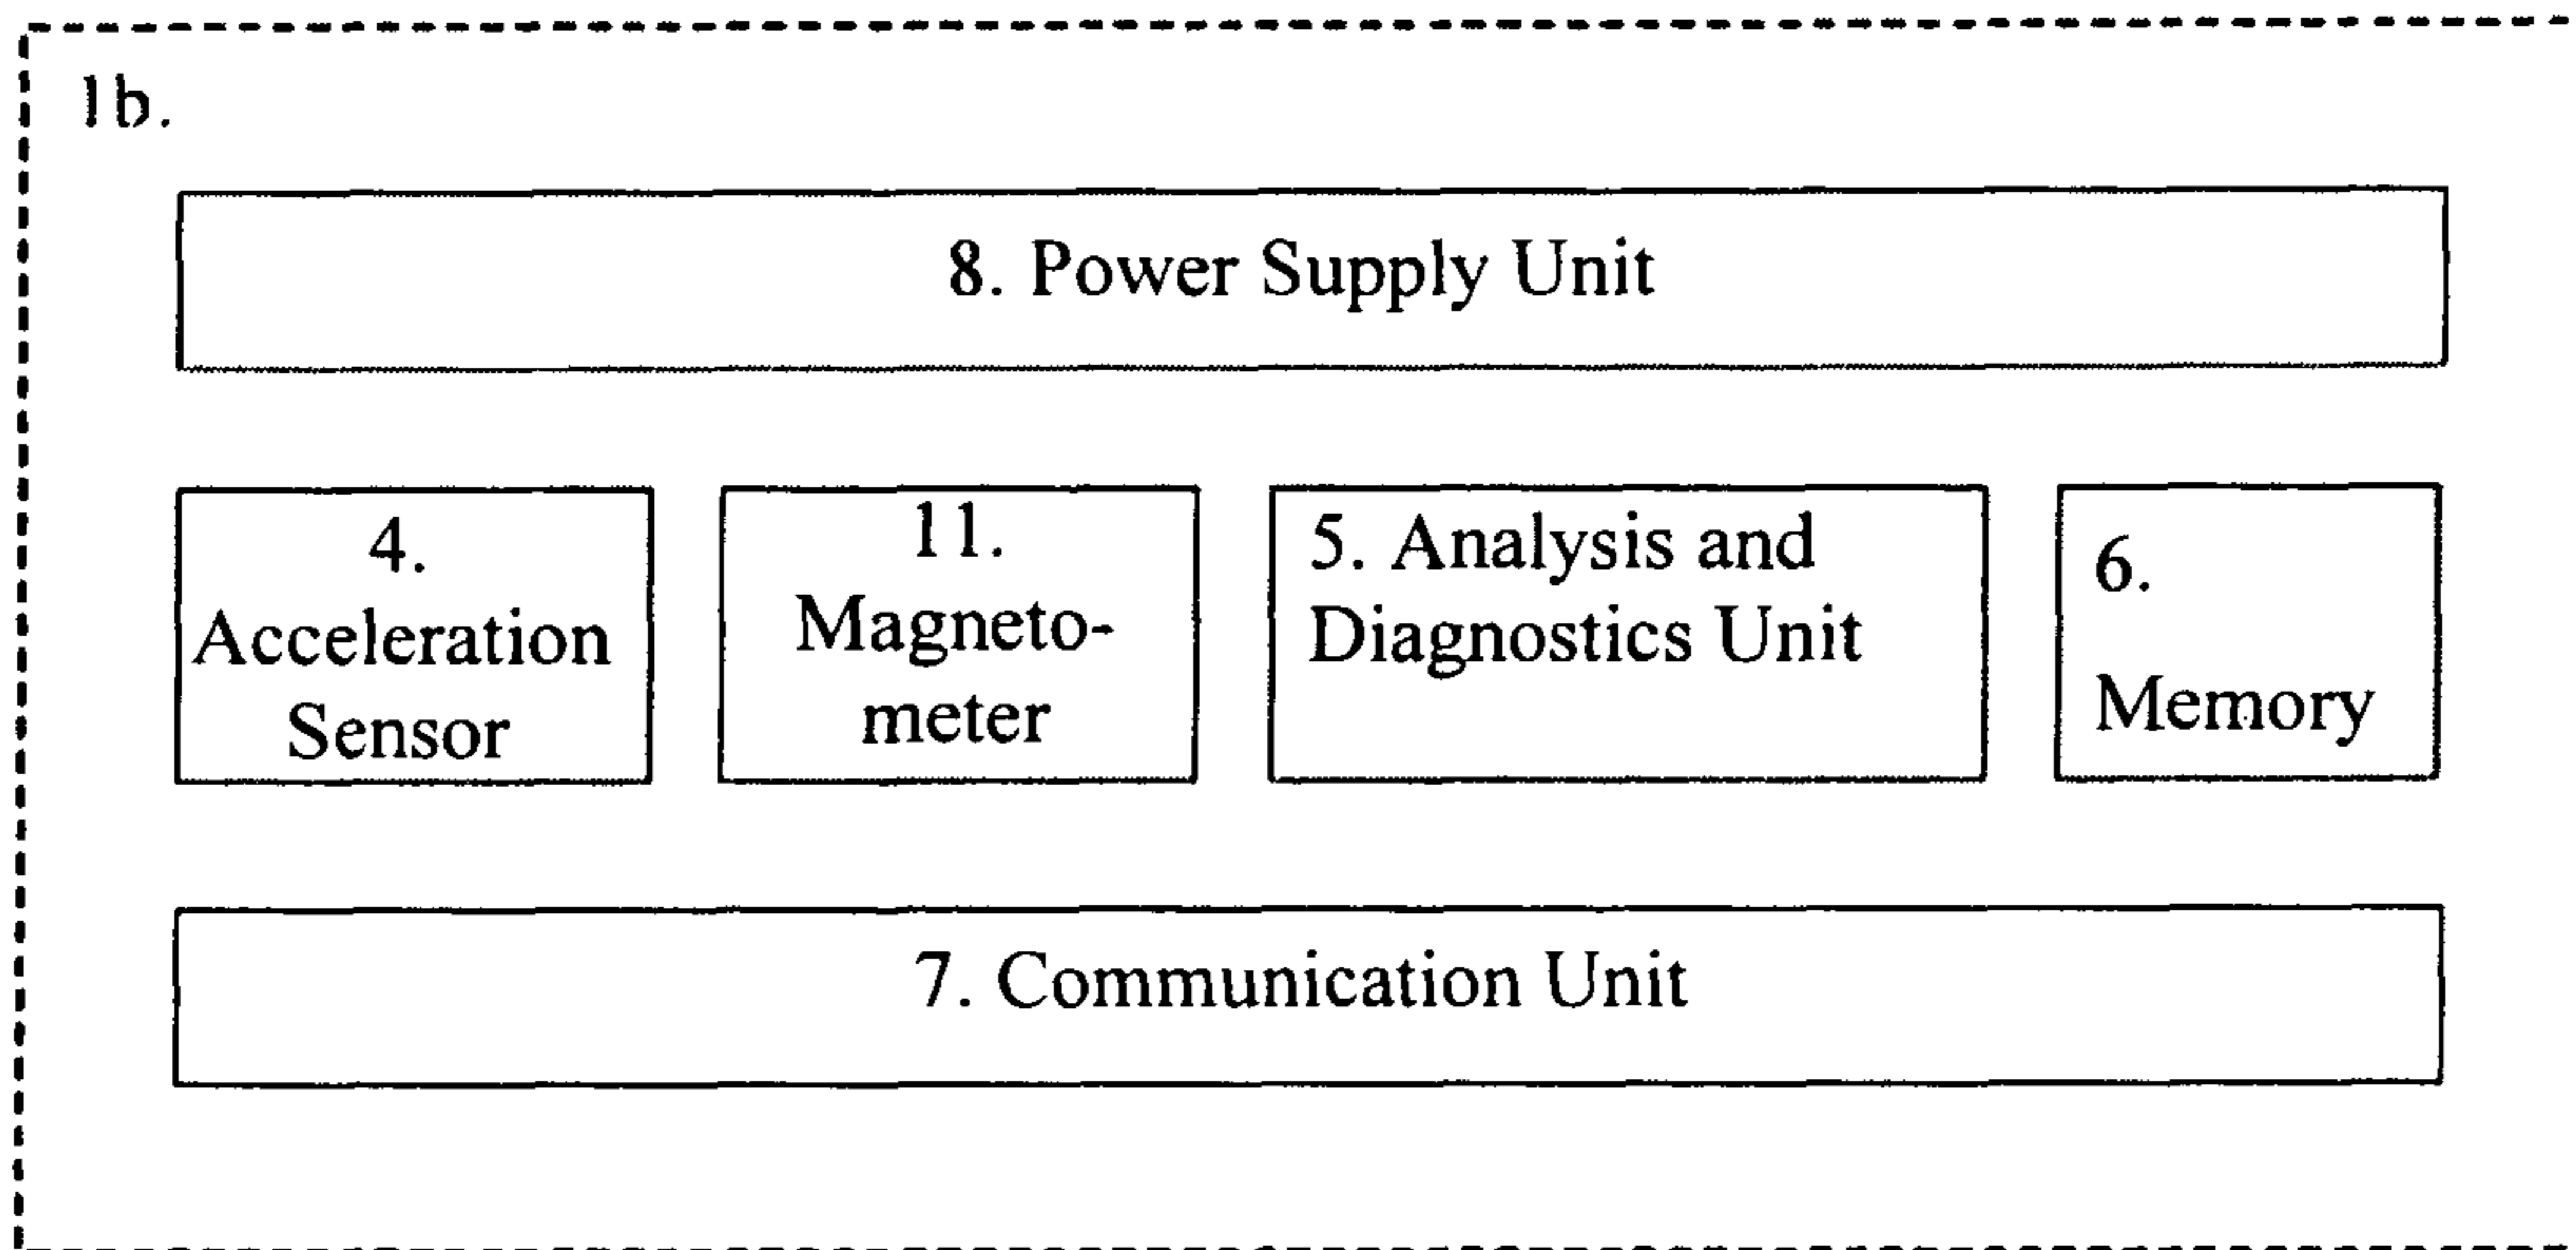 1b.
8. Power Supply Unit
4.
Acceleration
Sensor
11.
Magneto-
meter
5. Analysis and
Diagnostics Unit
6.
Memory
7. Communication Unit